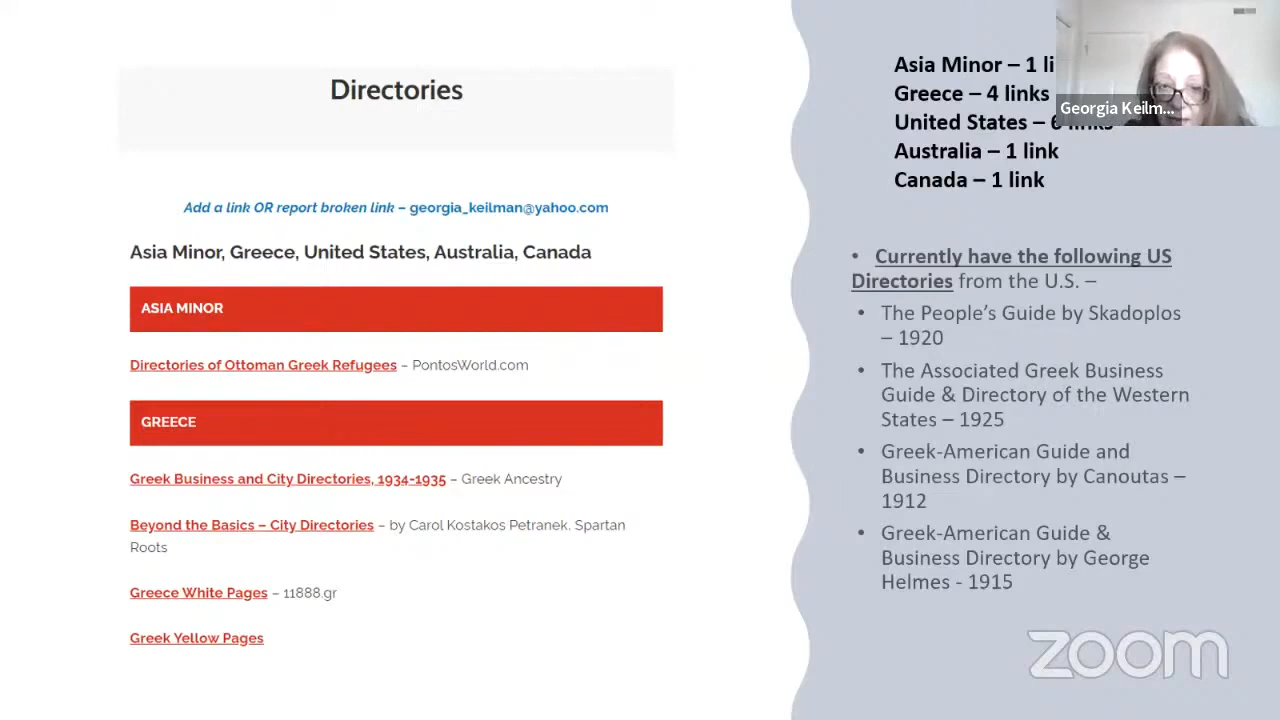 Directories
Add a link OR report broken link – georgia_keilman@yahoo.com
Asia Minor, Greece, United States, Australia, Canada
ASIA MINOR
Directories of Ottoman Greek Refugees – PontosWorld.com
GREECE
Greek Business and City Directories, 1934-1935 – Greek Ancestry
Beyond the Basics – City Directories – by Carol Kostakos Petranek, Spartan
Roots
Greece White Pages – 11888.gr
Greek Yellow Pages
Asia Minor – 1 li
Greece – 4 links
United States – 6 links
Australia – 1 link
Canada – 1 link
Georgia Keilm...
• Currently have the following US
Directories from the U.S. –
• The People's Guide by Skadoplos
– 1920
• The Associated Greek Business
Guide & Directory of the Western
States – 1925
• Greek-American Guide and
Business Directory by Canoutas –
1912
• Greek-American Guide &
Business Directory by George
Helmes - 1915
zoom